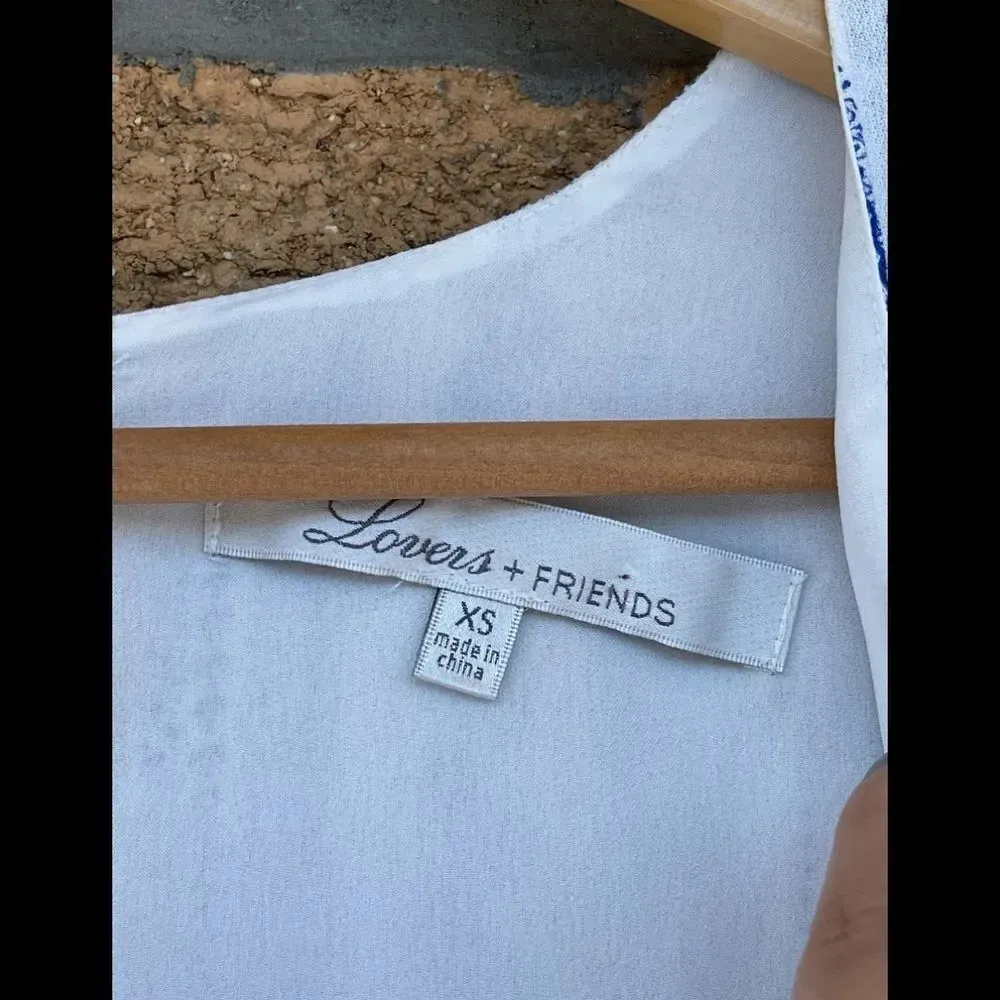 Lovers + FRIENDS
XS
made in
china